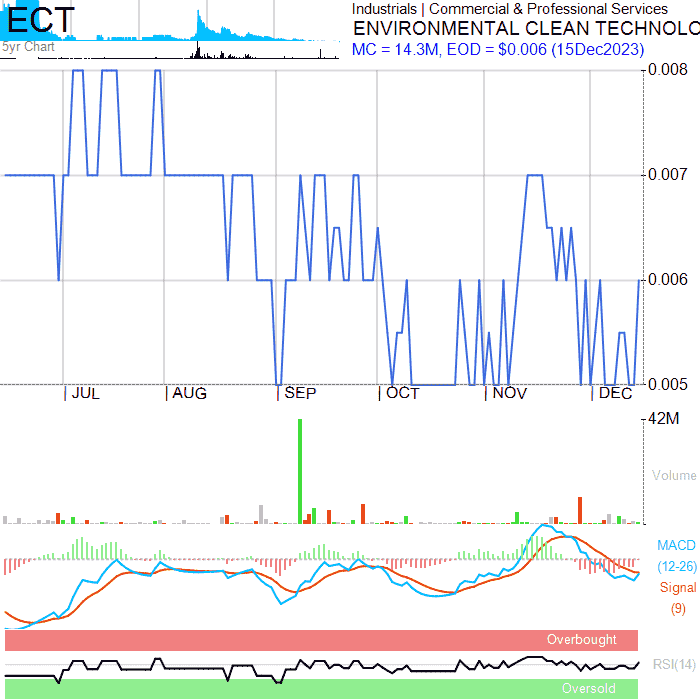 ECT
5yr Chart
Industrials | Commercial & Professional Services
ENVIRONMENTAL CLEAN TECHNOLO
MC = 14.3M, EOD = $0.006 (15Dec2023)
0.008
0.007
0.006
0.005
| JUL | AUG | SEP | OCT | NOV | DEC
42M
Volume
MACD
(12-26)
Signal
(9)
Overbought
RSI(14)
Oversold